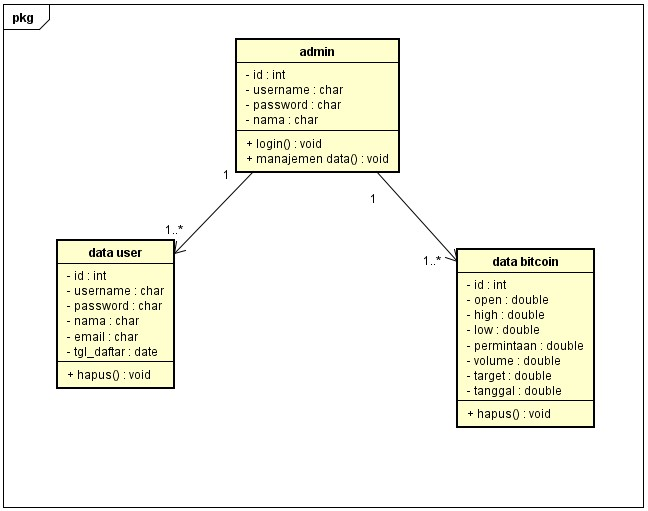 pkg
admin
- id : int
- username : char
- password : char
- nama : char
+ login() : void
+ manajemen data() : void
1
1
1..*
1..*
data user
- id : int
- username : char
- password : char
- nama : char
- email : char
- tgl_daftar : date
+ hapus() : void
data bitcoin
- id : int
- open : double
- high : double
- low : double
- permintaan : double
- volume : double
- target : double
- tanggal : double
+ hapus() : void